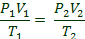 P₁V₁/T₁ = P₂V₂/T₂